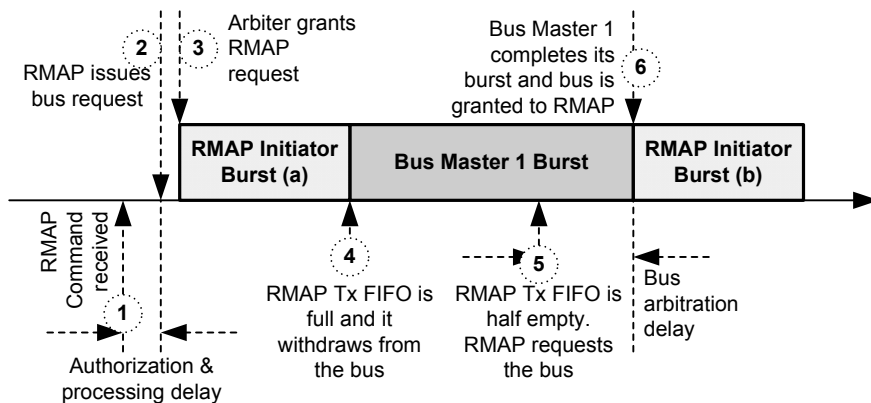 2
RMAP issues
bus request
3
Arbiter grants
RMAP
request
Bus Master 1
completes its
burst and bus is
granted to RMAP
6
RMAP Initiator
Burst (a)
Bus Master 1 Burst
RMAP Initiator
Burst (b)
RMAP
Command
received
1
Authorization &
processing delay
4
RMAP Tx FIFO is
full and it
withdraws from
the bus
5
RMAP Tx FIFO is
half empty.
RMAP requests
the bus
Bus
arbitration
delay